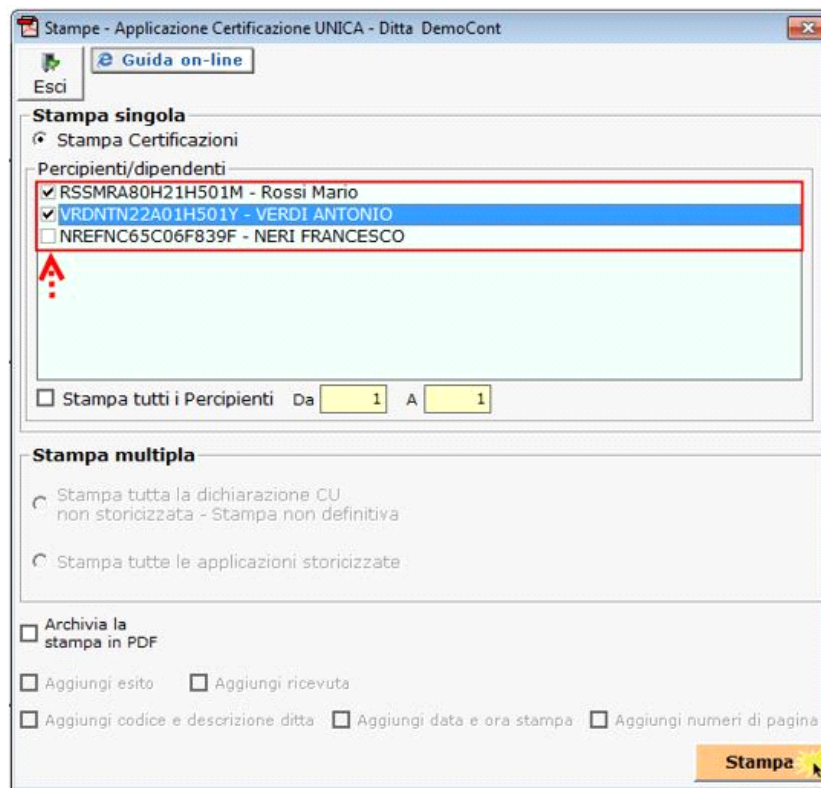 Stampe - Applicazione Certificazione UNICA - Ditta DemoCont
Guida on-line
Esci
Stampa singola
Stampa Certificazioni
Percipienti/dipendenti
RSSMRA80H21H501M - Rossi Mario
VRDNTN22A01H501Y - VERDI ANTONIO
NREFNC65C06F839F - NERI FRANCESCO
Stampa tutti i Percipienti Da 1 A 1
Stampa multipla
Stampa tutta la dichiarazione CU
non storicizzata - Stampa non definitiva
Stampa tutte le applicazioni storicizzate
Archivia la
stampa in PDF
Aggiungi esito Aggiungi ricevuta
Aggiungi codice e descrizione ditta Aggiungi data e ora stampa Aggiungi numeri di pagina
Stampa